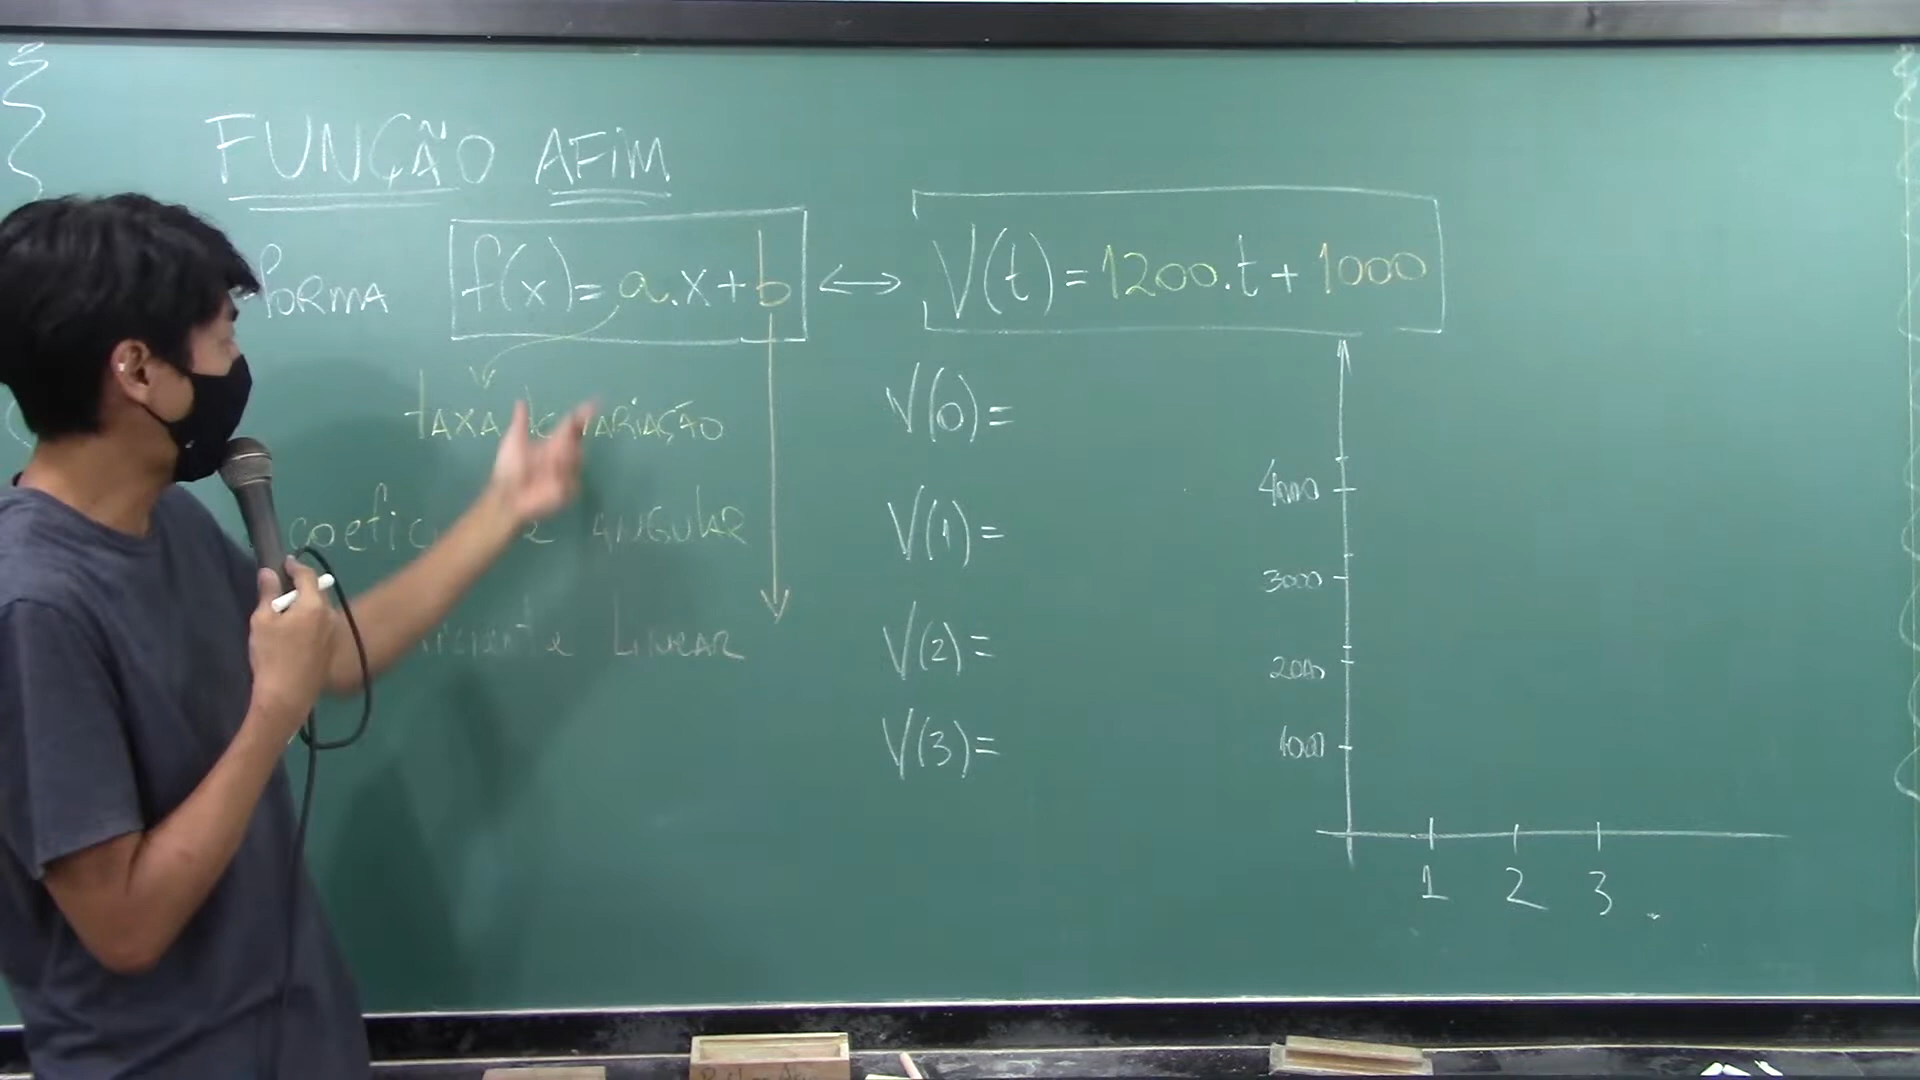 FUNÇÃO AFIM
forma f(x) = a.x + b ↔ V(t) = 1200.t + 1000
taxa de variação
coeficiente angular
Linear
V(0) =
V(1) =
V(2) =
V(3) =
4000
3000
2000
1000
1 2 3